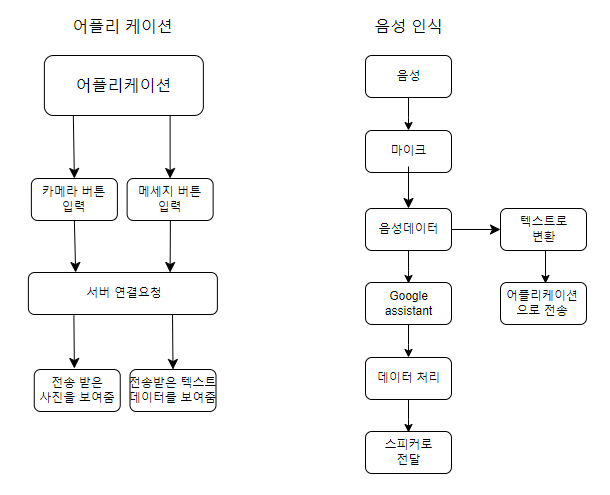 어플리 케이션
어플리케이션
카메라 버튼
입력
메세지 버튼
입력
서버 연결요청
전송 받은
사진을 보여줌
전송받은 텍스트
데이터를 보여줌
음성 인식
음성
마이크
음성데이터
텍스트로
변환
Google
assistant
어플리케이션
으로 전송
데이터 처리
스피커로
전달